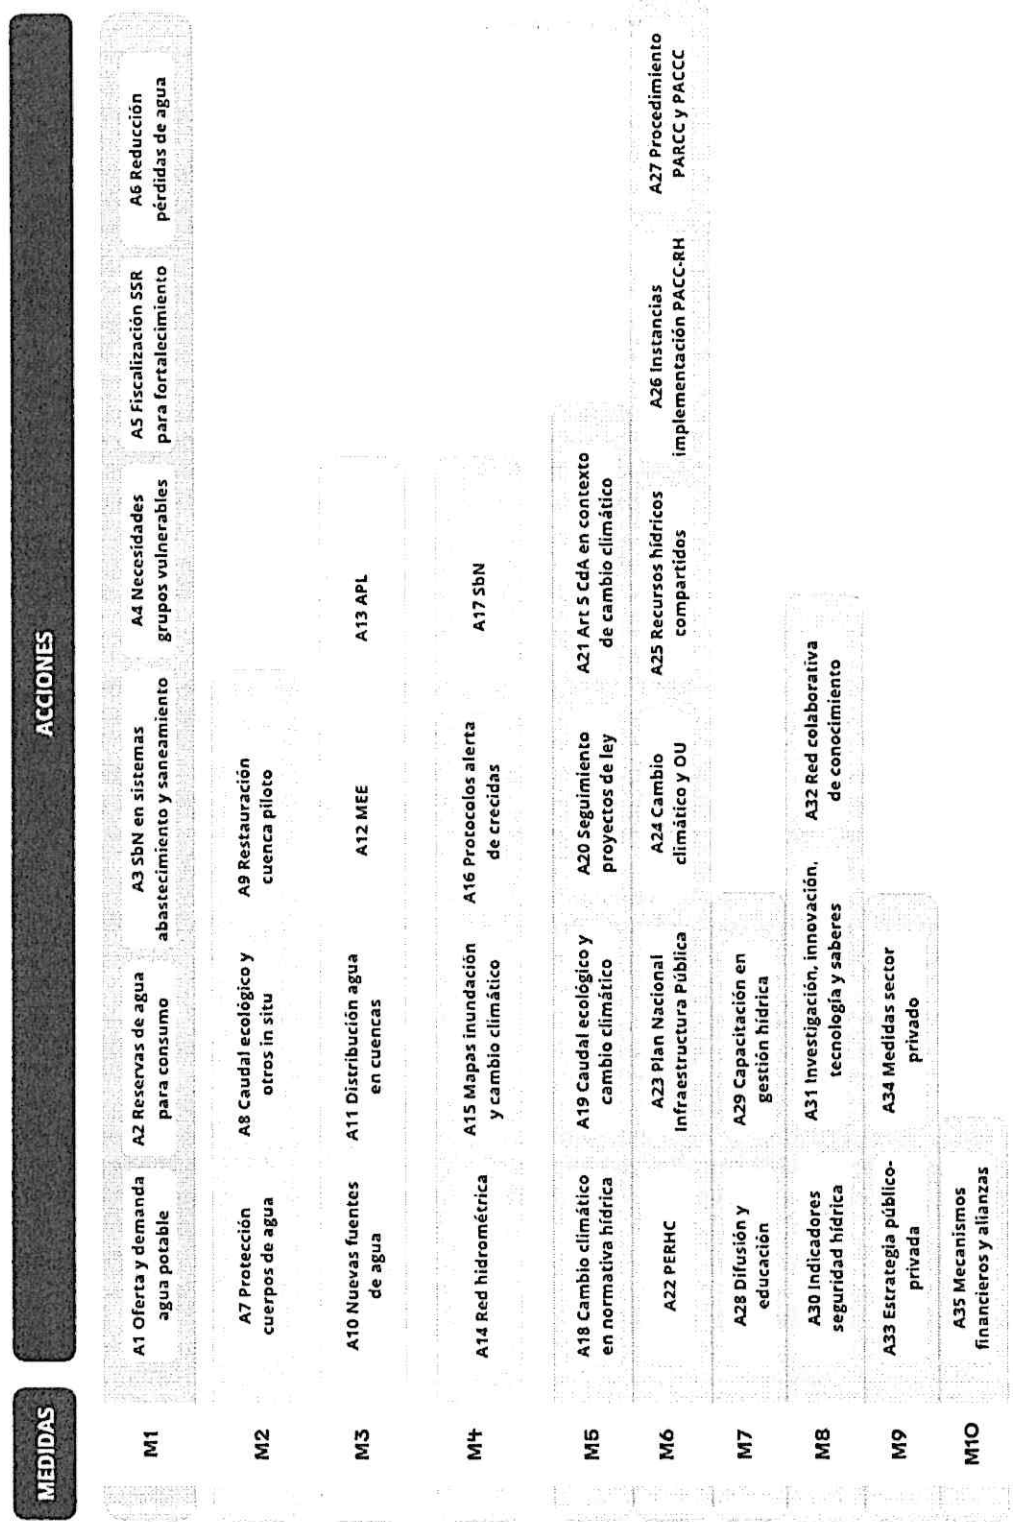 MEDIDAS
ACCIONES
M1
A1 Oferta y demanda
agua potable
A2 Reservas de agua
para consumo
A3 SbN en sistemas
abastecimiento y saneamiento
A4 Necesidades
grupos vulnerables
A5 Fiscalización SSR
para fortalecimiento
A6 Reducción
pérdidas de agua
M2
A7 Protección
cuerpos de agua
A8 Caudal ecológico y
otros in situ
A9 Restauración
cuenca piloto
M3
A10 Nuevas fuentes
de agua
A11 Distribución agua
en cuencas
A12 MEE
A13 APL
M4
A14 Red hidrométrica
A15 Mapas inundación
y cambio climático
A16 Protocolos alerta
de crecidas
A17 SbN
M5
A18 Cambio climático
en normativa hídrica
A19 Caudal ecológico y
cambio climático
A20 Seguimiento
proyectos de ley
A21 Art 5 CdA en contexto
de cambio climático
M6
A22 PERHC
A23 Plan Nacional
Infraestructura Pública
A24 Cambio
climático y OU
A25 Recursos hídricos
compartidos
A26 Instancias
implementación PACC-RH
A27 Procedimiento
PARCC y PACCC
M7
A28 Difusión y
educación
A29 Capacitación en
gestión hídrica
M8
A30 Indicadores
seguridad hídrica
A31 Investigación, innovación,
tecnología y saberes
A32 Red colaborativa
de conocimiento
M9
A33 Estrategia público-
privada
A34 Medidas sector
privado
M10
A35 Mecanismos
financieros y alianzas